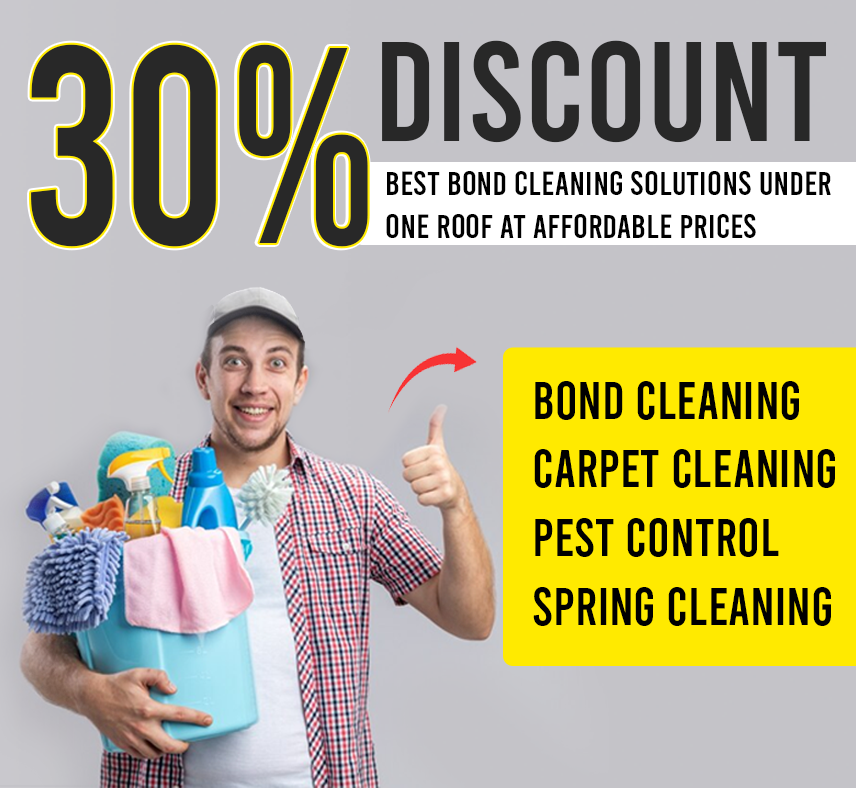 30% DISCOUNT
BEST BOND CLEANING SOLUTIONS UNDER
ONE ROOF AT AFFORDABLE PRICES
BOND CLEANING
CARPET CLEANING
PEST CONTROL
SPRING CLEANING